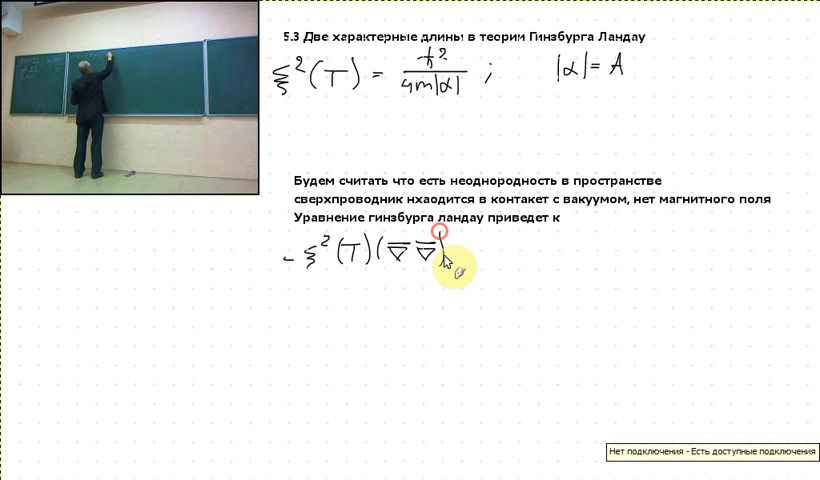 5.3 Две характерные длины в теории Гинзбурга Ландау
ξ²(T) = ħ²/4m|α| ; |α| = A
Будем считать что есть неоднородность в пространстве
сверхпроводник нхаодится в контакет с вакуумом, нет магнитного поля
Уравнение гинзбурга ландау приведет к
- ξ²(T)(∇ ∇)
Нет подключения - Есть доступные подключения